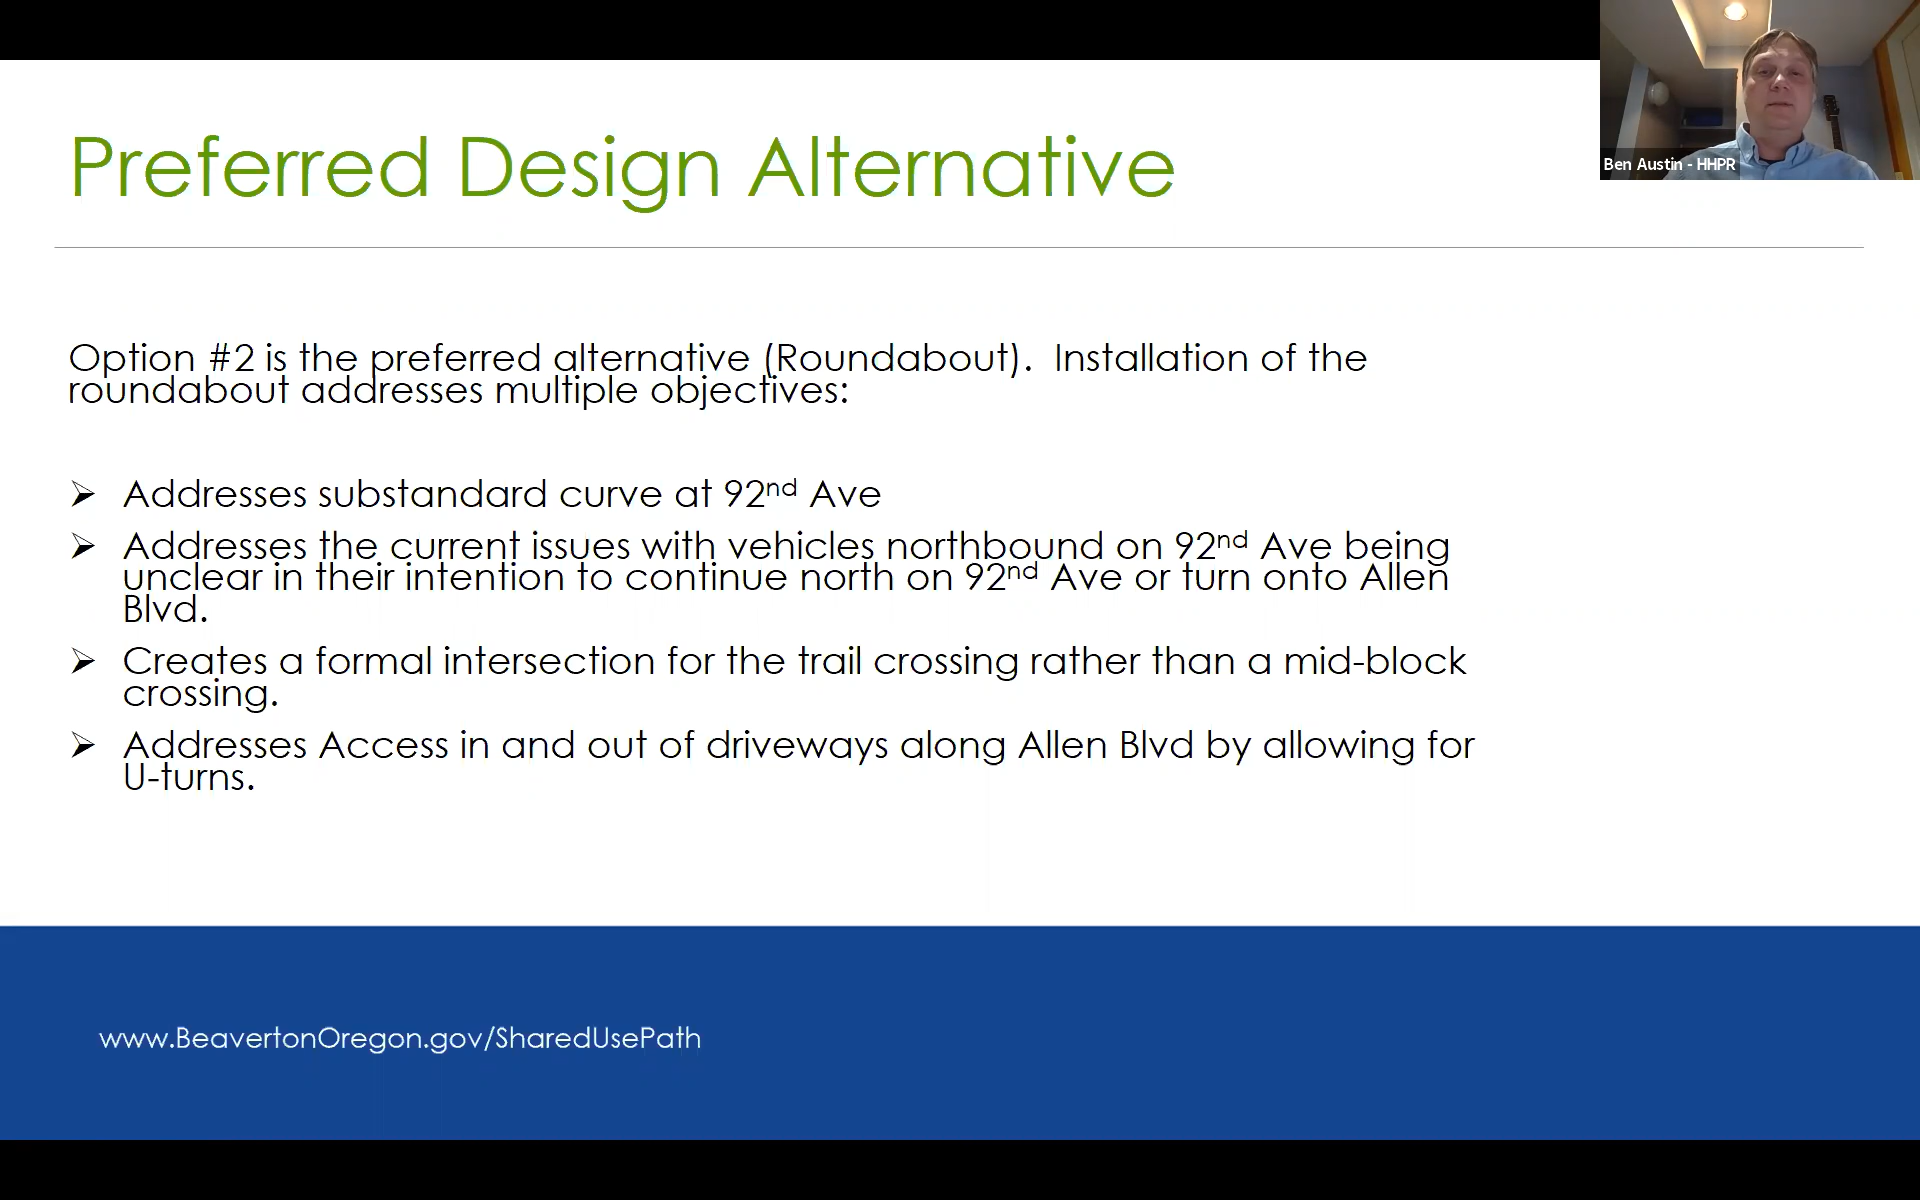 Ben Austin - HHPR
Preferred Design Alternative
Option #2 is the preferred alternative (Roundabout).  Installation of the
roundabout addresses multiple objectives:
➢ Addresses substandard curve at 92nd Ave
➢ Addresses the current issues with vehicles northbound on 92nd Ave being
unclear in their intention to continue north on 92nd Ave or turn onto Allen
Blvd.
➢ Creates a formal intersection for the trail crossing rather than a mid-block
crossing.
➢ Addresses Access in and out of driveways along Allen Blvd by allowing for
U-turns.
www.BeavertonOregon.gov/SharedUsePath